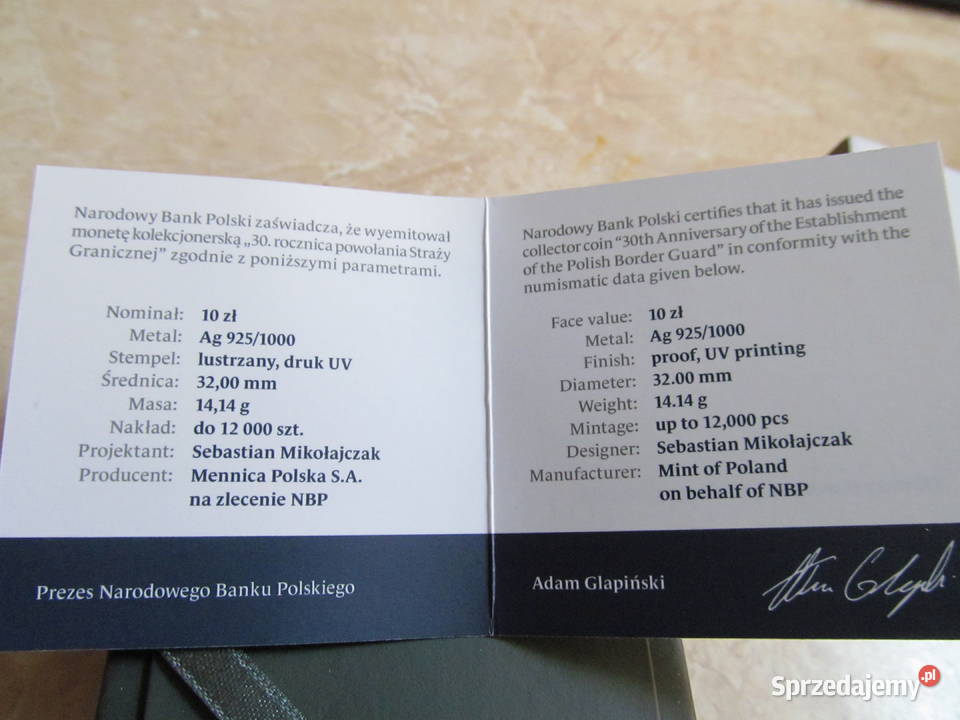 Narodowy Bank Polski zaświadcza, że wyemitował
monetę kolekcjonerską „30. rocznica powołania Straży
Granicznej” zgodnie z poniższymi parametrami.
Nominał: 10 zł
Metal: Ag 925/1000
Stempel: lustrzany, druk UV
Średnica: 32,00 mm
Masa: 14,14 g
Nakład: do 12 000 szt.
Projektant: Sebastian Mikołajczak
Producent: Mennica Polska S.A.
na zlecenie NBP
Prezes Narodowego Banku Polskiego
Narodowy Bank Polski certifies that it has issued the
collector coin “30th Anniversary of the Establishment
of the Polish Border Guard” in conformity with the
numismatic data given below.
Face value: 10 zł
Metal: Ag 925/1000
Finish: proof, UV printing
Diameter: 32.00 mm
Weight: 14.14 g
Mintage: up to 12,000 pcs
Designer: Sebastian Mikołajczak
Manufacturer: Mint of Poland
on behalf of NBP
Adam Glapiński
Sprzedajemy.pl